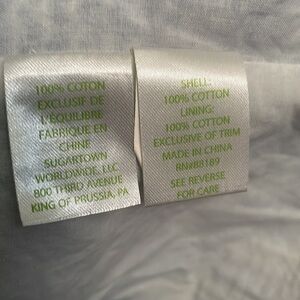 100% COTTON
EXCLUSIF DE
L'ÉQUILIBRE
FABRIQUE EN
CHINE
SUGARTOWN
WORLDWIDE, LLC
800 THIRD AVENUE
KING OF PRUSSIA, PA
SHELL:
100% COTTON
LINING:
100% COTTON
EXCLUSIVE OF TRIM
MADE IN CHINA
RN#88189
SEE REVERSE
FOR CARE